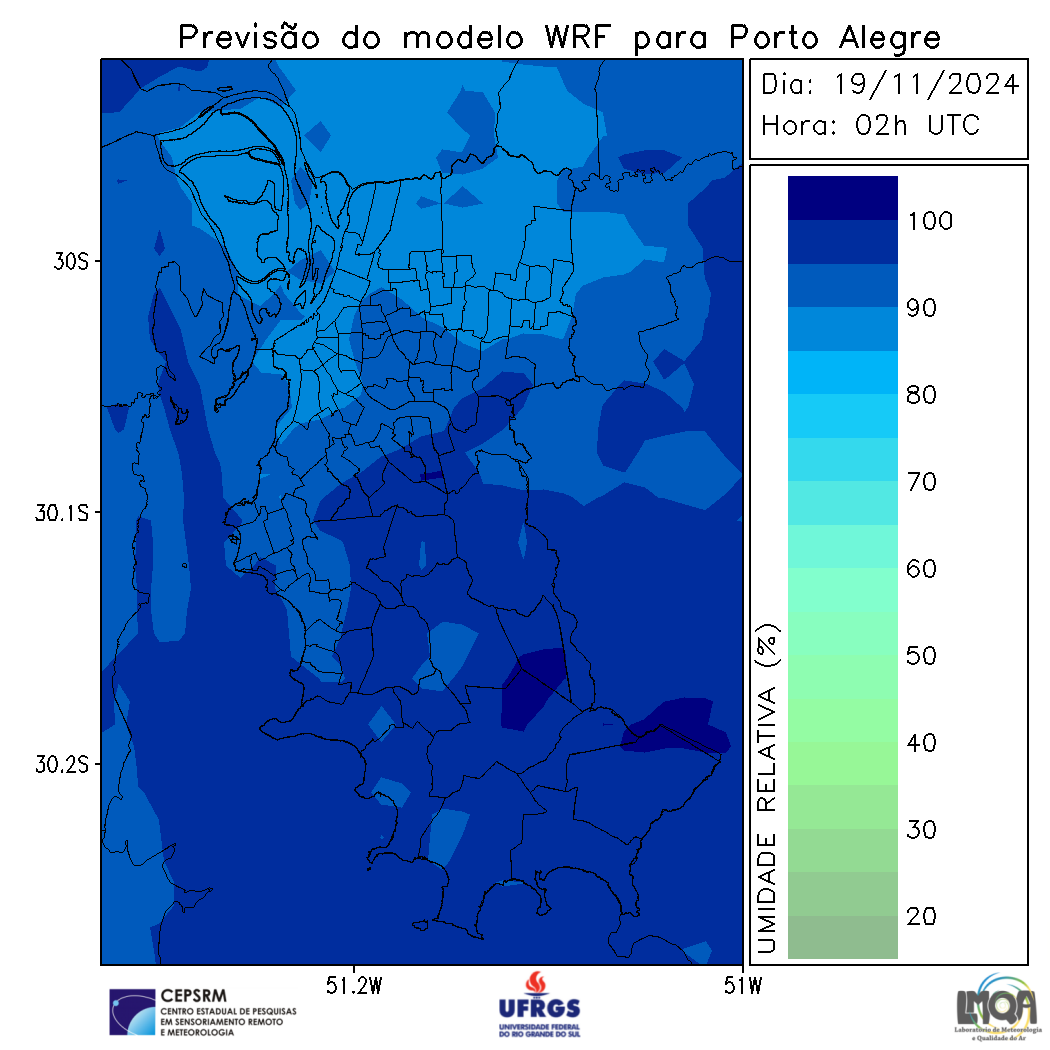 Previsão do modelo WRF para Porto Alegre
Dia: 19/11/2024
Hora: 02h UTC
30S
30.1S
30.2S
51.2W
51W
100
90
80
70
60
50
40
30
20
UMIDADE RELATIVA (%)
CEPSRM
CENTRO ESTADUAL DE PESQUISAS
EM SENSORIAMENTO REMOTO
E METEOROLOGIA
UFRGS
UNIVERSIDADE FEDERAL
DO RIO GRANDE DO SUL
LMQA
Laboratório de Meteorologia
e Qualidade do Ar